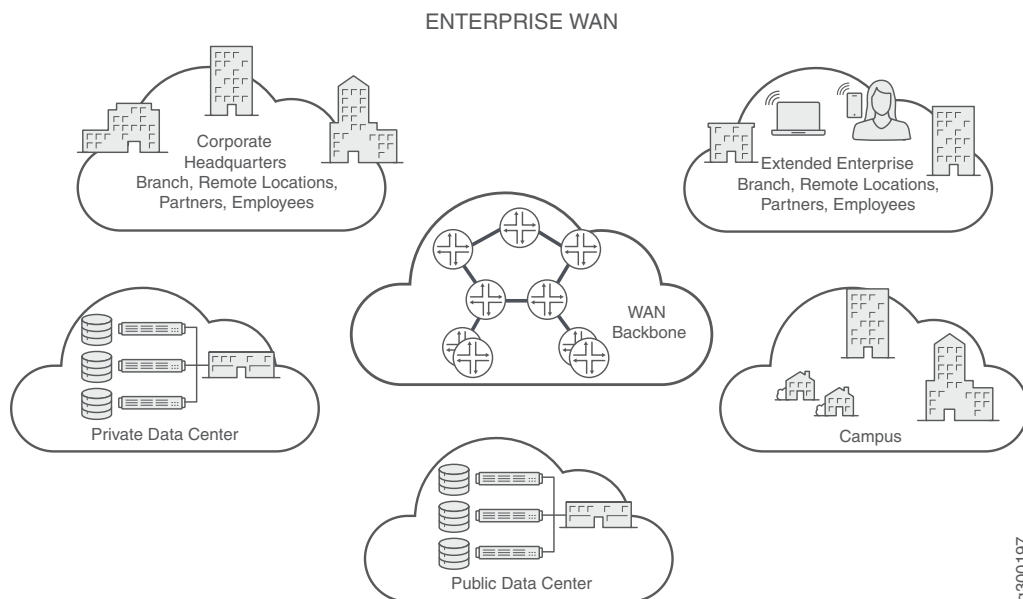 ENTERPRISE WAN
Corporate
Headquarters
Branch, Remote Locations,
Partners, Employees
Extended Enterprise
Branch, Remote Locations,
Partners, Employees
WAN
Backbone
Private Data Center
Campus
Public Data Center